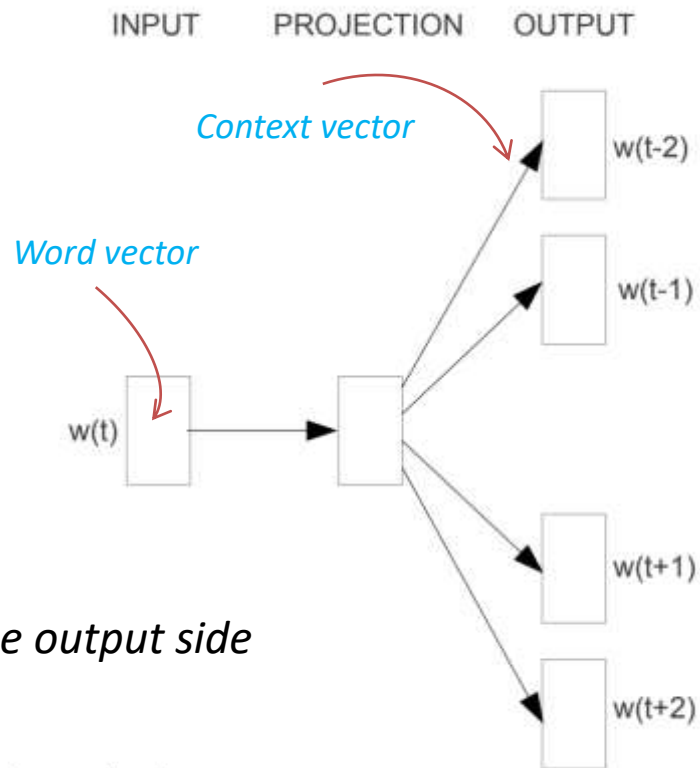 INPUT PROJECTION OUTPUT
Context vector
w(t-2)
Word vector
w(t-1)
w(t)
w(t+1)
e output side
w(t+2)